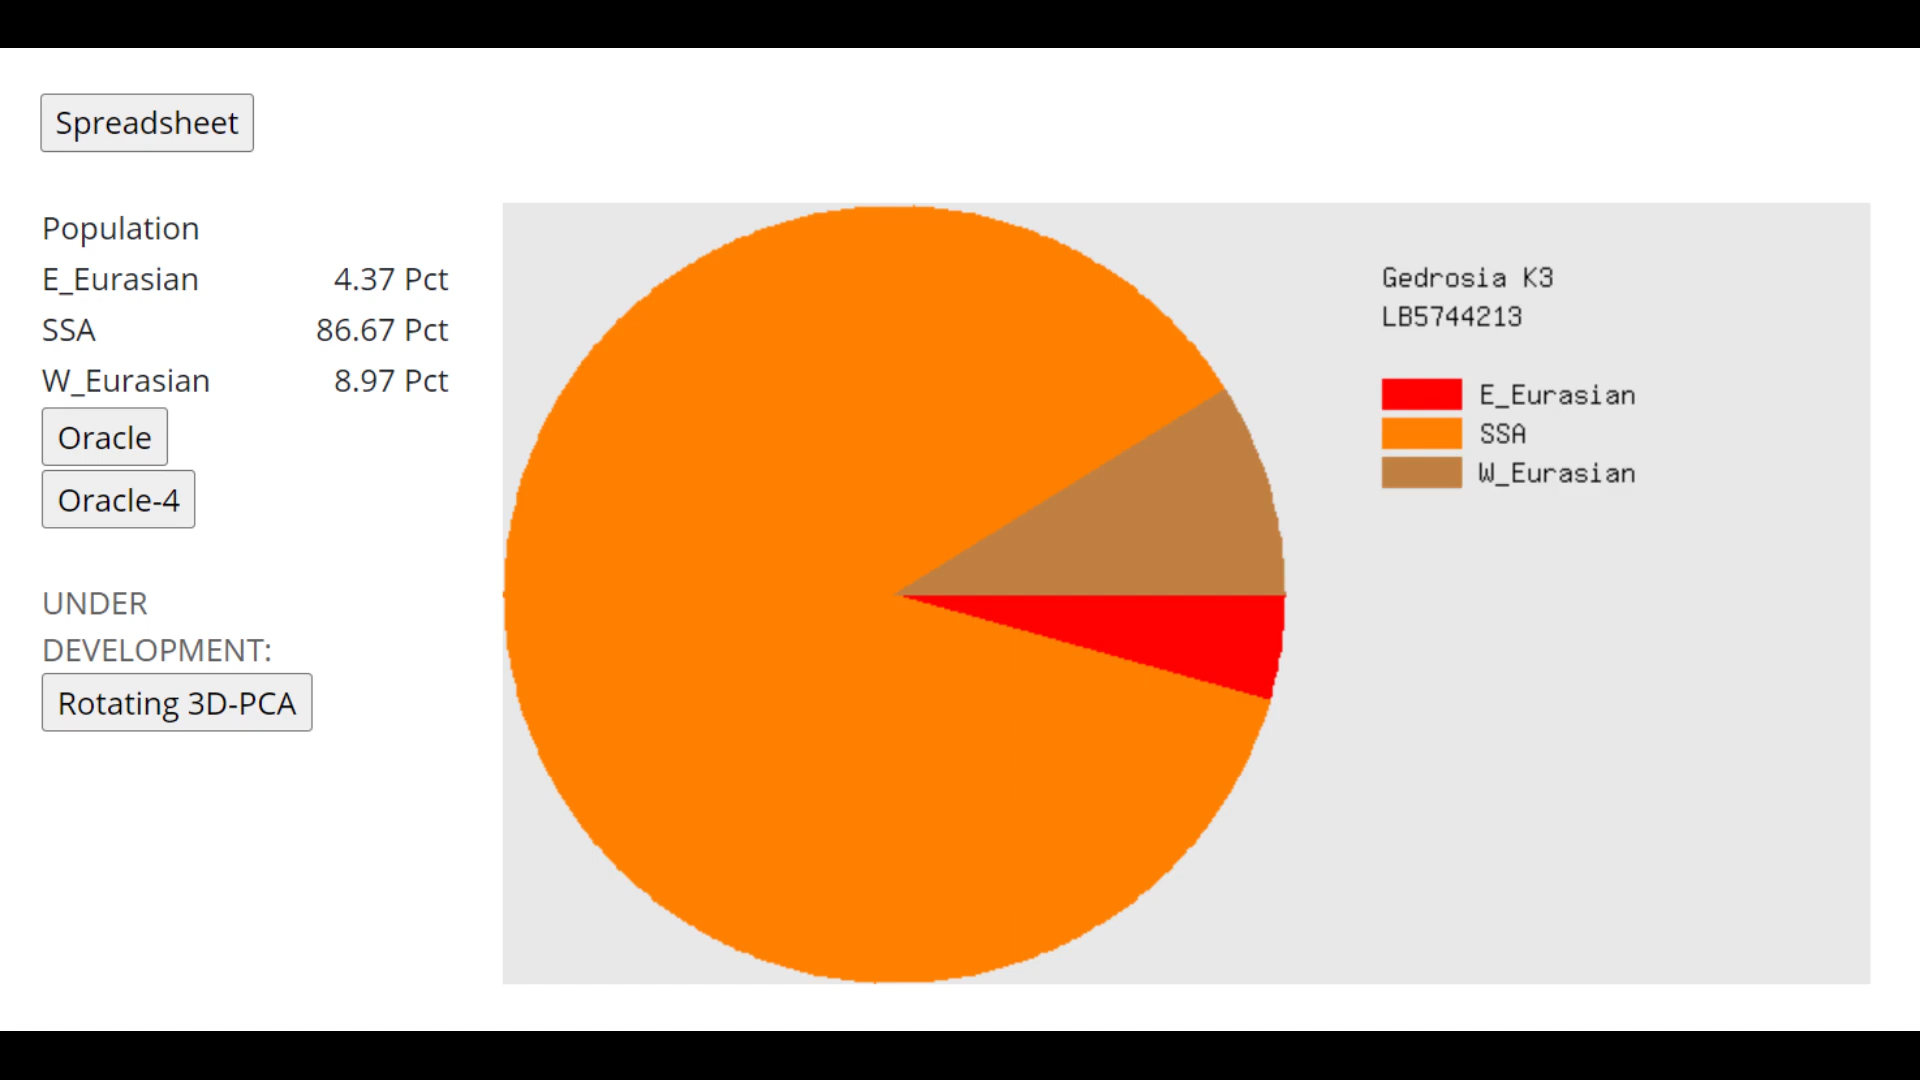 Spreadsheet
Population
E_Eurasian 4.37 Pct
SSA 86.67 Pct
W_Eurasian 8.97 Pct
Oracle
Oracle-4
UNDER
DEVELOPMENT:
Rotating 3D-PCA
Gedrosia K3
LB5744213
E_Eurasian
SSA
W_Eurasian